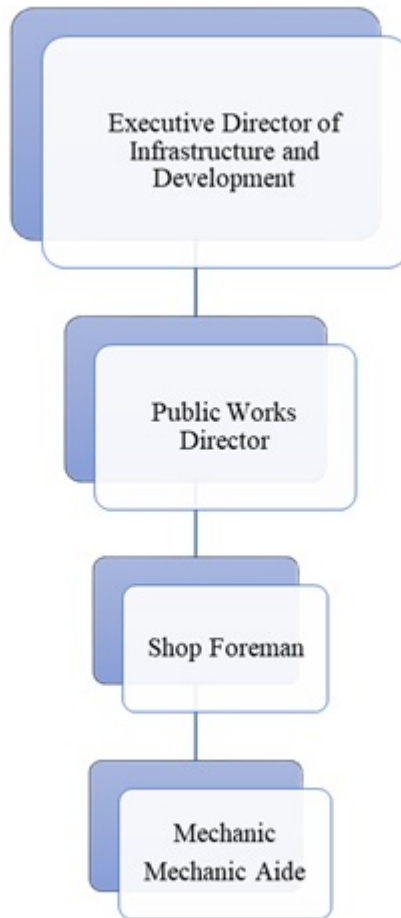 Executive Director of
Infrastructure and
Development
Public Works
Director
Shop Foreman
Mechanic
Mechanic Aide